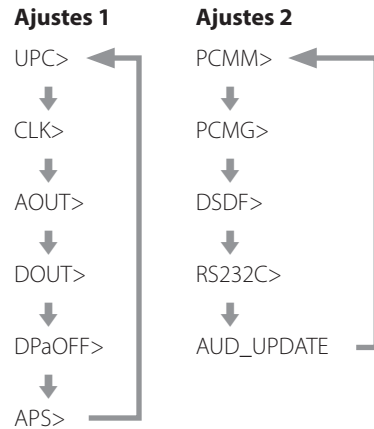 Ajustes 1
UPC>
CLK>
AOUT>
DOUT>
DPaOFF>
APS>
Ajustes 2
PCMM>
PCMG>
DSDF>
RS232C>
AUD_UPDATE